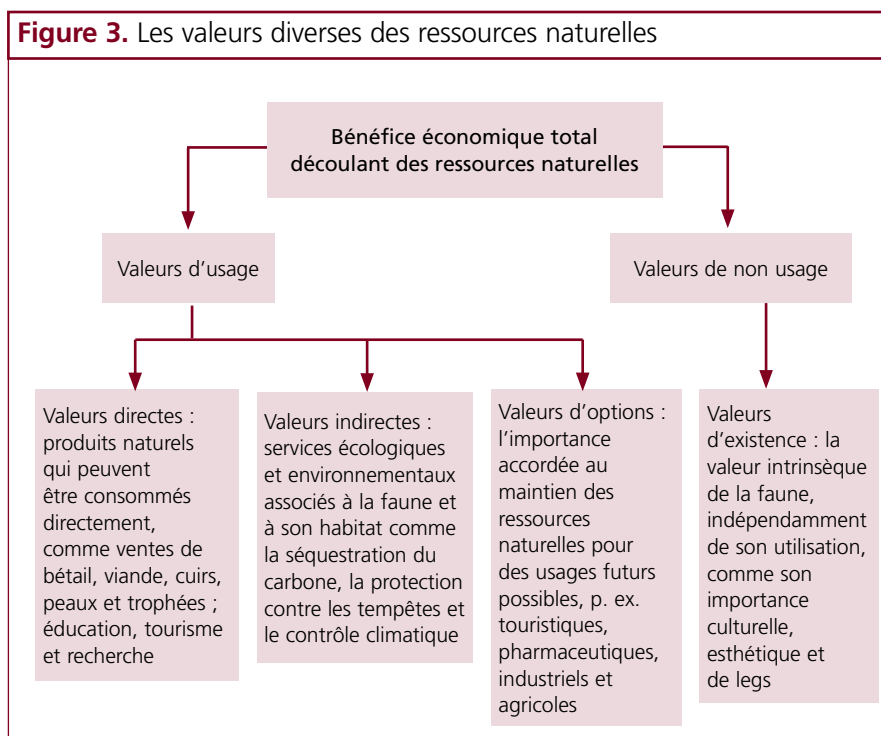 Figure 3. Les valeurs diverses des ressources naturelles
Bénéfice économique total
découlant des ressources naturelles
Valeurs d'usage
Valeurs de non usage
Valeurs directes :
produits naturels
qui peuvent
être consommés
directement,
comme ventes de
bétail, viande, cuirs,
peaux et trophées ;
éducation, tourisme
et recherche
Valeurs indirectes :
services écologiques
et environnementaux
associés à la faune et
à son habitat comme
la séquestration du
carbone, la protection
contre les tempêtes et
le contrôle climatique
Valeurs d'options :
l'importance
accordée au
maintien des
ressources
naturelles pour
des usages futurs
possibles, p. ex.
touristiques,
pharmaceutiques,
industriels et
agricoles
Valeurs
d'existence : la
valeur intrinsèque
de la faune,
indépendamment
de son utilisation,
comme son
importance
culturelle,
esthétique et
de legs